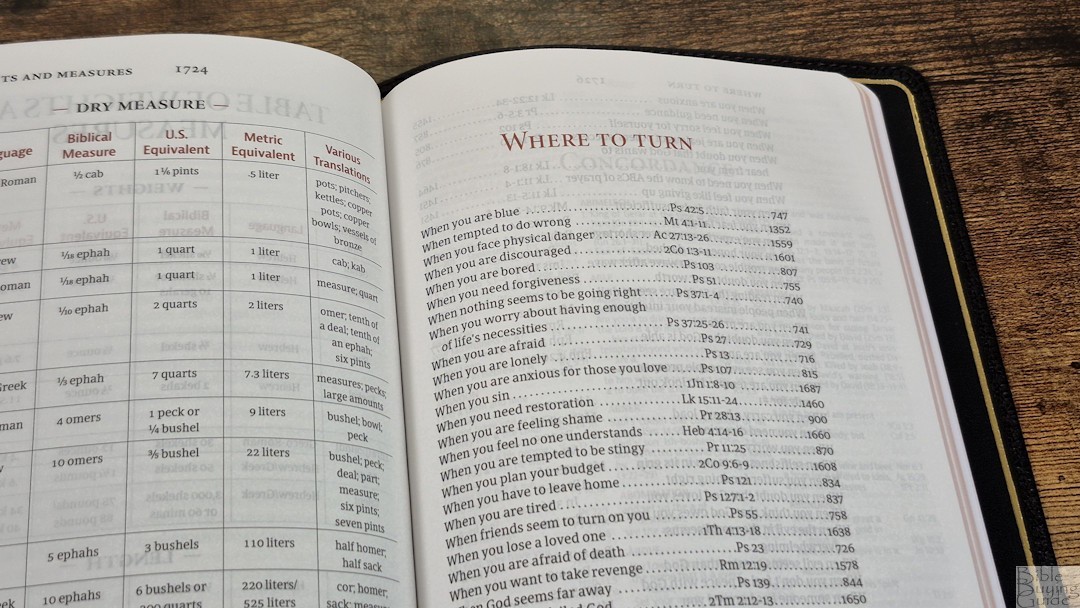 TS AND MEASURES 1724
— DRY MEASURE —
guage Biblical Measure U.S. Equivalent Metric Equivalent Various Translations
Roman ½ cab 1⅙ pints .5 liter pots; pitchers;
kettles; copper
pots; copper
bowls; vessels of
bronze
ew 1/18 ephah 1 quart 1 liter cab; kab
oman 1/18 ephah 1 quart 1 liter measure; quart
ew 1/10 ephah 2 quarts 2 liters omer; tenth of
a deal; tenth of
an ephah;
six pints
Greek ⅓ ephah 7 quarts 7.3 liters measures; pecks;
large amounts
man 4 omers 1 peck or
¼ bushel 9 liters bushel; bowl;
peck
10 omers ⅗ bushel 22 liters bushel; peck;
deal; part;
measure;
six pints;
seven pints
5 ephahs 3 bushels 110 liters half homer;
half sack
ek 10 ephahs 6 bushels or 220 liters/ cor; homer;
525 liters
WHERE TO TURN
When you are blue Ps 42:5 747
When tempted to do wrong Mt 4:1-11 1352
When you face physical danger Ac 27:13-26 1559
When you are discouraged 2Co 1:3-11 1601
When you are bored Ps 103 807
When you need forgiveness Ps 51 755
When nothing seems to be going right Ps 37:1-4 740
When you worry about having enough
of life's necessities Ps 37:25-26 741
When you are afraid Ps 27 729
When you are lonely Ps 13 716
When you are anxious for those you love Ps 107 815
When you sin 1Jn 1:8-10 1687
When you need restoration Lk 15:11-24 1460
When you are feeling shame Pr 28:13 900
When you feel no one understands Heb 4:14-16 1660
When you are tempted to be stingy Pr 11:25 870
When you plan your budget 2Co 9:6-9 1608
When you have to leave home Ps 121 834
When you are tired Ps 127:1-2 837
When friends seem to turn on you Ps 55 758
When you lose a loved one 1Th 4:13-18 1638
When you are afraid of death Ps 23 726
When you want to take revenge Rm 12:19 1578
God seems far away Ps 139 844
God 2Tm 2:12-13 1650
Bible
Buying
Guide